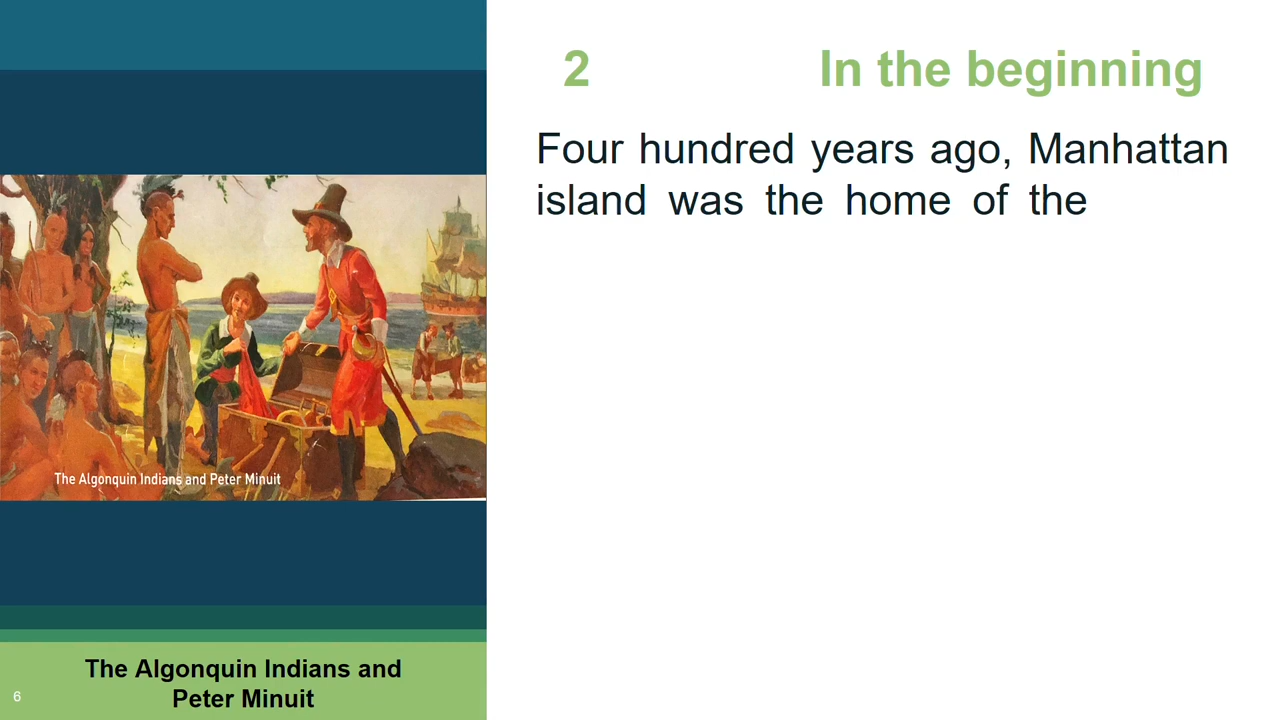 2 In the beginning
Four hundred years ago, Manhattan
island was the home of the
The Algonquin Indians and Peter Minuit
The Algonquin Indians and
Peter Minuit
6